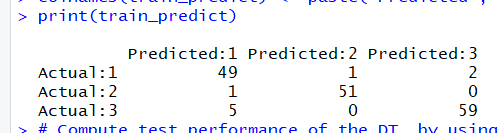 > colnames(train_predict) <- paste("Predicted",
> print(train_predict)
Predicted:1 Predicted:2 Predicted:3
Actual:1 49 1 2
Actual:2 1 51 0
Actual:3 5 0 59
> # Compute test performance of the DT, by using